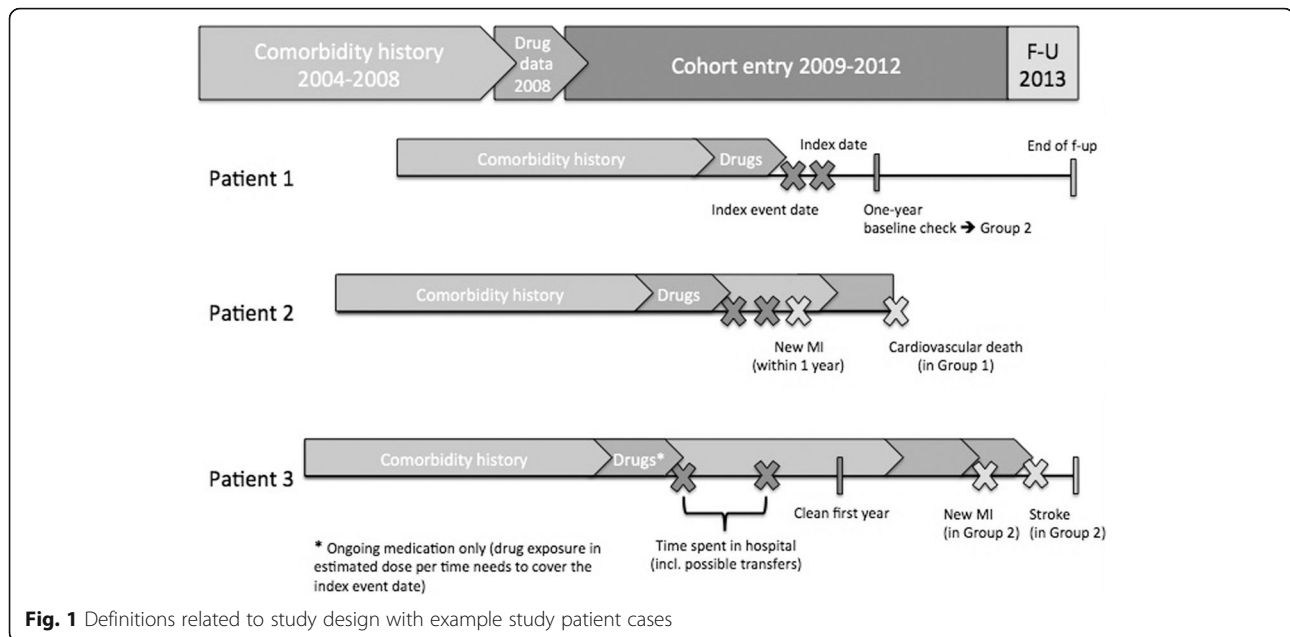 Comorbidity history
2004-2008
Drug
data
2008
Cohort entry 2009-2012
F-U
2013
Patient 1
Comorbidity history
Drugs
Index date
End of f-up
Index event date
One-year
baseline check → Group 2
Patient 2
Comorbidity history
Drugs
New MI
(within 1 year)
Cardiovascular death
(in Group 1)
Patient 3
Comorbidity history
Drugs*
Clean first year
New MI
(in Group 2)
Stroke
(in Group 2)
Time spent in hospital
(incl. possible transfers)
* Ongoing medication only (drug exposure in
estimated dose per time needs to cover the
index event date)
Fig. 1 Definitions related to study design with example study patient cases